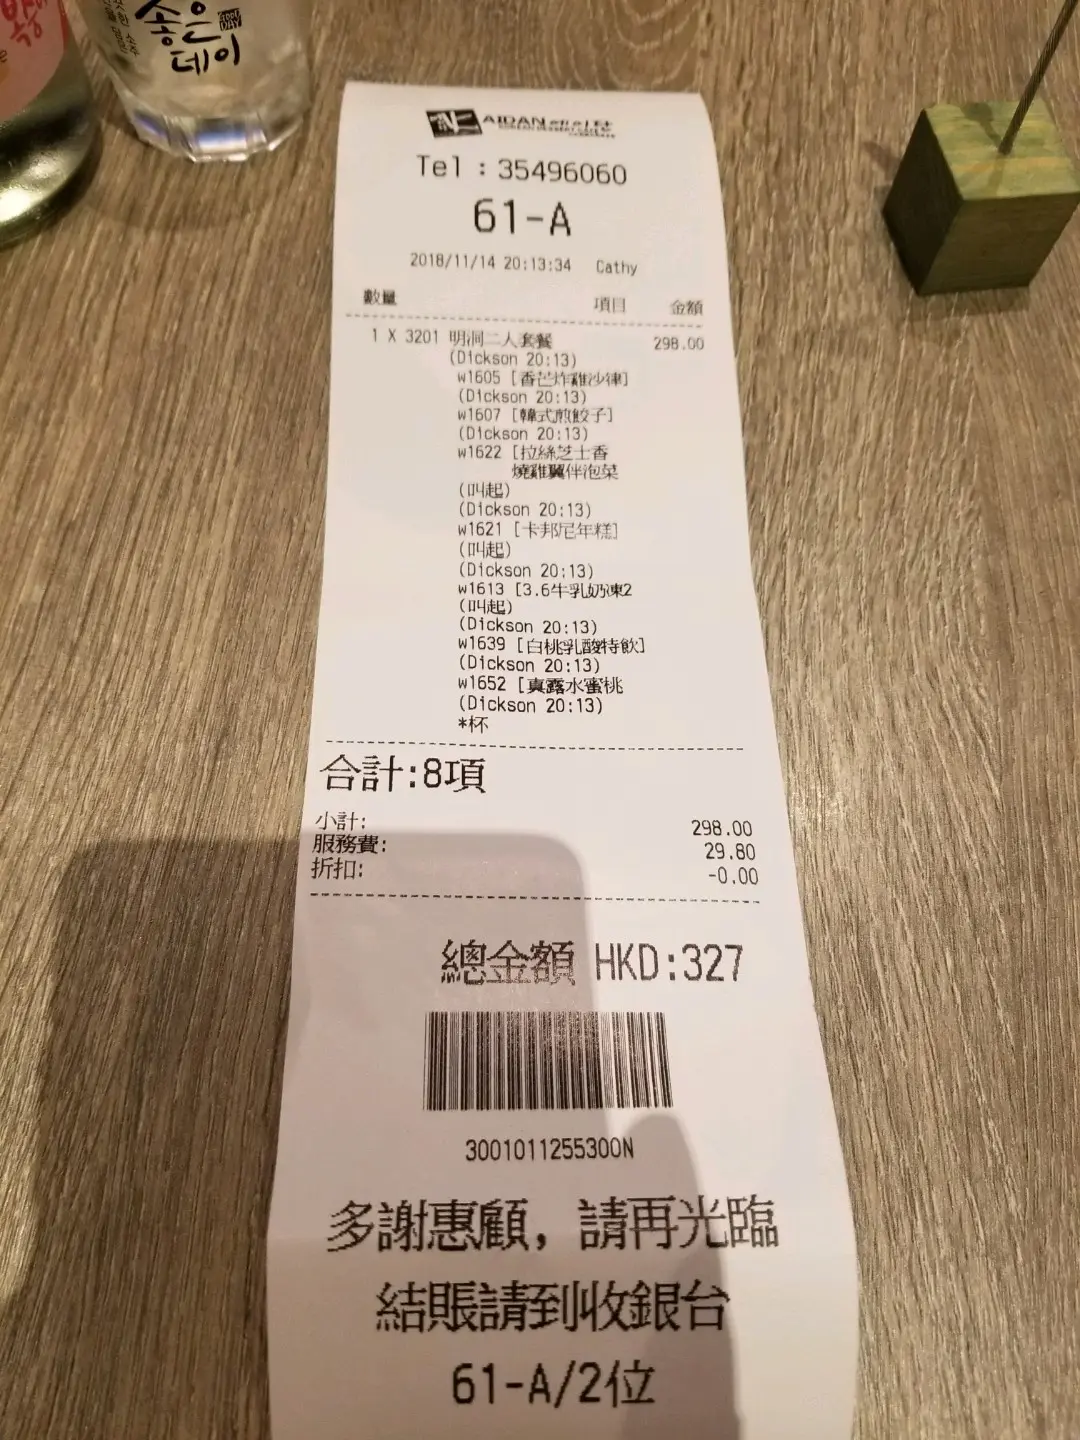 좋은
데이
AIDAN
Tel : 35496060
61-A
2018/11/14 20:13:34 Cathy
數量 項目 金額
1 X 3201 明洞二人套餐 298.00
(Dickson 20:13)
w1605 [香芒炸雞沙律]
(Dickson 20:13)
w1607 [韓式煎餃子]
(Dickson 20:13)
w1622 [拉絲芝士香
燒雞翼伴泡菜
(叫起)
(Dickson 20:13)
w1621 [卡邦尼年糕]
(叫起)
(Dickson 20:13)
w1613 [3.6牛乳奶凍2
(叫起)
(Dickson 20:13)
w1639 [白桃乳酸特飲]
(Dickson 20:13)
w1652 [真露水蜜桃
(Dickson 20:13)
*杯
合計:8項
小計: 298.00
服務費: 29.80
折扣: -0.00
總金額 HKD:327
3001011255300N
多謝惠顧, 請再光臨
結賬請到收銀台
61-A/2位